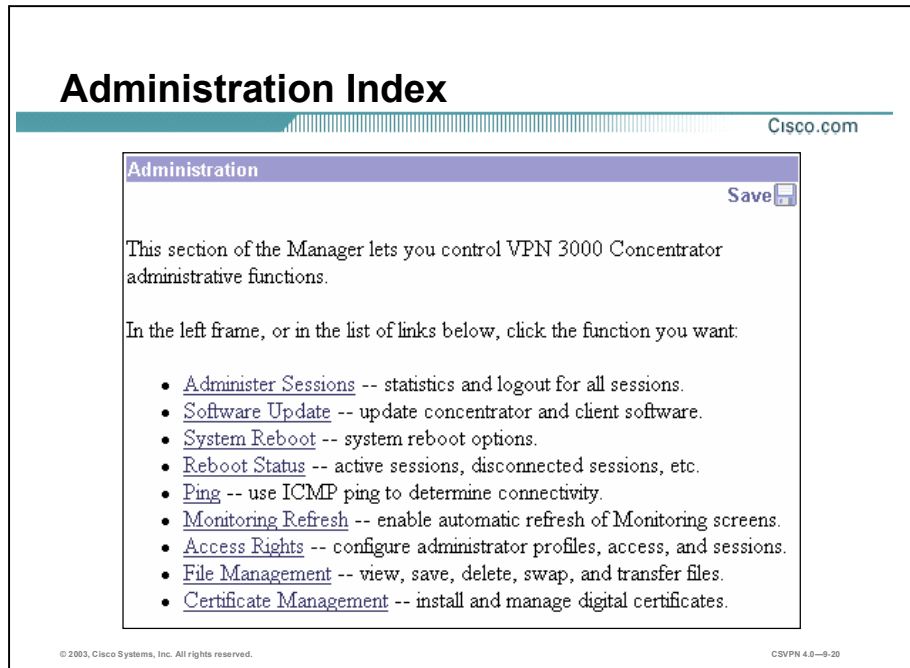 Administration Index
Cisco.com
Administration
Save
This section of the Manager lets you control VPN 3000 Concentrator
administrative functions.
In the left frame, or in the list of links below, click the function you want:
• Administer Sessions -- statistics and logout for all sessions.
• Software Update -- update concentrator and client software.
• System Reboot -- system reboot options.
• Reboot Status -- active sessions, disconnected sessions, etc.
• Ping -- use ICMP ping to determine connectivity.
• Monitoring Refresh -- enable automatic refresh of Monitoring screens.
• Access Rights -- configure administrator profiles, access, and sessions.
• File Management -- view, save, delete, swap, and transfer files.
• Certificate Management -- install and manage digital certificates.
© 2003, Cisco Systems, Inc. All rights reserved.
CSVPN 4.0—9-20